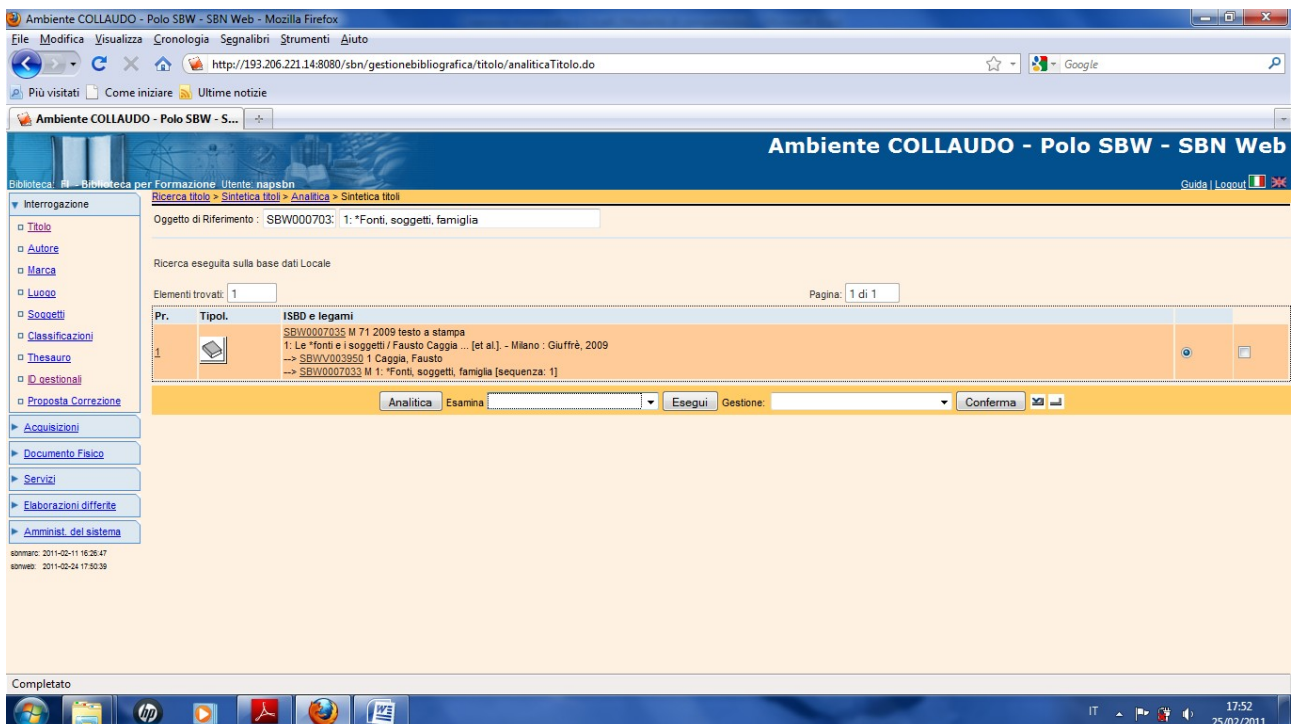 Ambiente COLLAUDO - Polo SBW - SBN Web - Mozilla Firefox
File Modifica Visualizza Cronologia Segnalibri Strumenti Aiuto
http://193.206.221.14:8080/sbn/gestionebibliografica/titolo/analiticaTitolo.do
Google
Più visitati Come iniziare Ultime notizie
Ambiente COLLAUDO - Polo SBW - S...
Ambiente COLLAUDO - Polo SBW - SBN Web
Biblioteca: FI - Biblioteca per Formazione Utente: napsbn
Guida | Logout
Interrogazione
Titolo
Autore
Marca
Luogo
Soggetti
Classificazioni
Thesauro
ID gestionali
Proposta Correzione
Acquisizioni
Documento Fisico
Servizi
Elaborazioni differite
Amminist. del sistema
sbnmarc: 2011-02-11 16:26:47
sbnweb: 2011-02-24 17:50:39
Ricerca titolo > Sintetica titoli > Analitica > Sintetica titoli
Oggetto di Riferimento : SBW000703 1: *Fonti, soggetti, famiglia
Ricerca eseguita sulla base dati Locale
Elementi trovati: 1 Pagina: 1 di 1
Pr. Tipol. ISBD e legami
1
SBW0007035 M 71 2009 testo a stampa
1: Le *fonti e i soggetti / Fausto Caggia ... [et al.]. - Milano : Giuffrè, 2009
--> SBWV003950 1 Caggia, Fausto
--> SBW0007033 M 1: *Fonti, soggetti, famiglia [sequenza: 1]
Analitica Esamina Esegui Gestione: Conferma
Completato
IT
17:52
25/02/2011